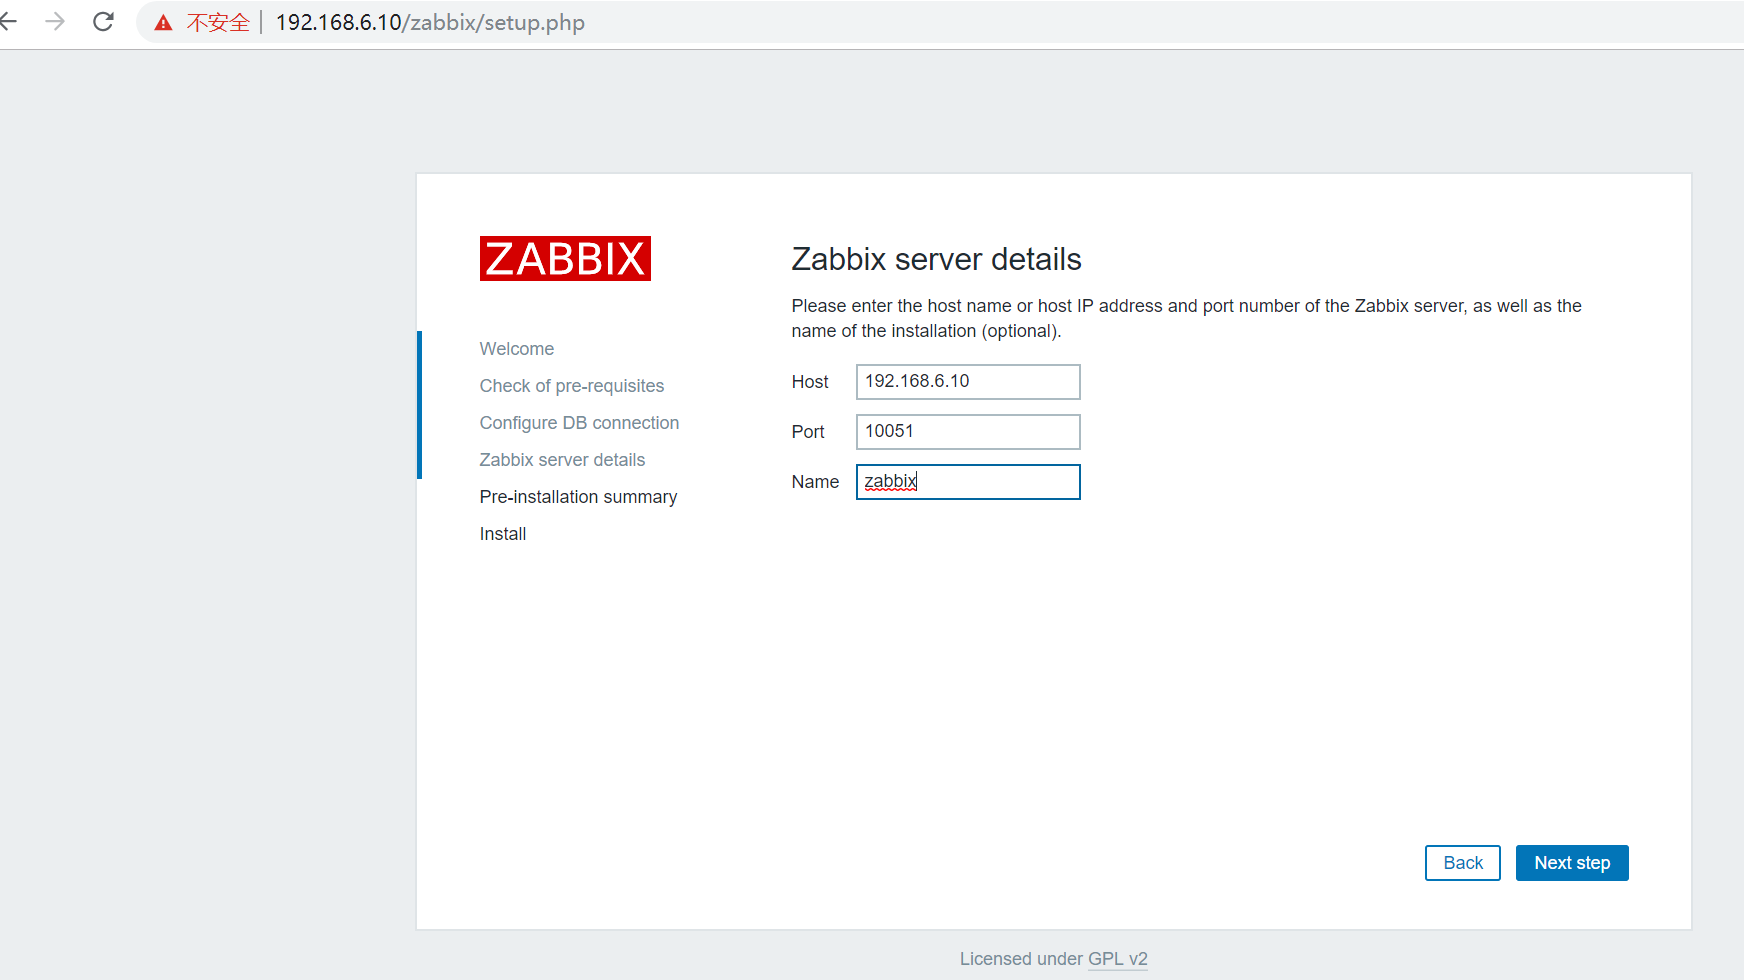 不安全 192.168.6.10/zabbix/setup.php
ZABBIX
Welcome
Check of pre-requisites
Configure DB connection
Zabbix server details
Pre-installation summary
Install
Zabbix server details
Please enter the host name or host IP address and port number of the Zabbix server, as well as the
name of the installation (optional).
Host 192.168.6.10
Port 10051
Name zabbix
Back Next step
Licensed under GPL v2